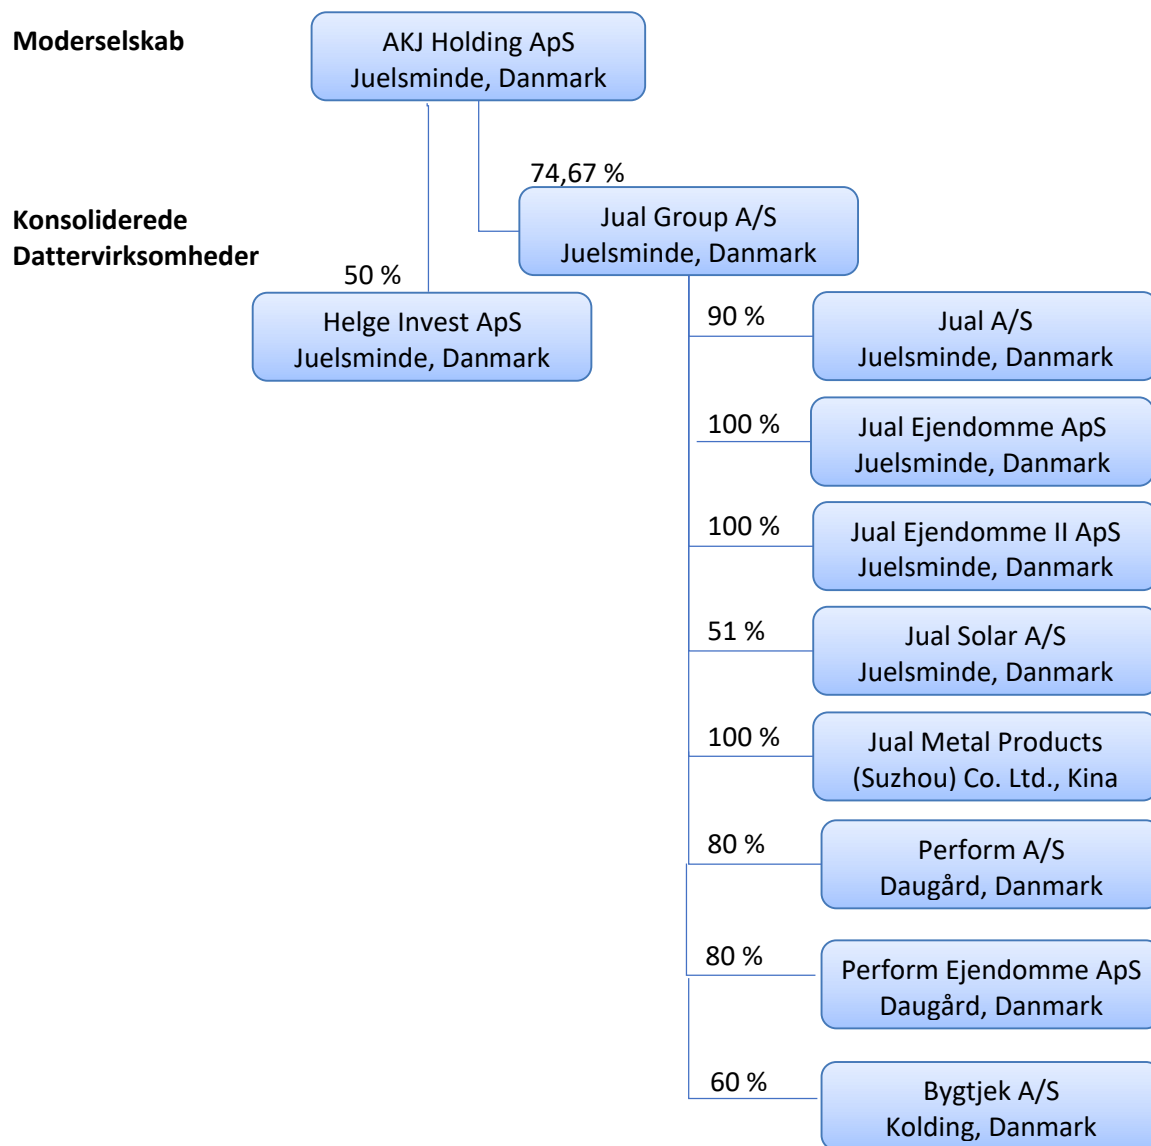 Moderselskab
AKJ Holding ApS
Juelsminde, Danmark
74,67 %
Konsoliderede
Dattervirksomheder
Jual Group A/S
Juelsminde, Danmark
50 %
Helge Invest ApS
Juelsminde, Danmark
90 %
Jual A/S
Juelsminde, Danmark
100 %
Jual Ejendomme ApS
Juelsminde, Danmark
100 %
Jual Ejendomme II ApS
Juelsminde, Danmark
51 %
Jual Solar A/S
Juelsminde, Danmark
100 %
Jual Metal Products
(Suzhou) Co. Ltd., Kina
80 %
Perform A/S
Daugård, Danmark
80 %
Perform Ejendomme ApS
Daugård, Danmark
60 %
Bygtjek A/S
Kolding, Danmark